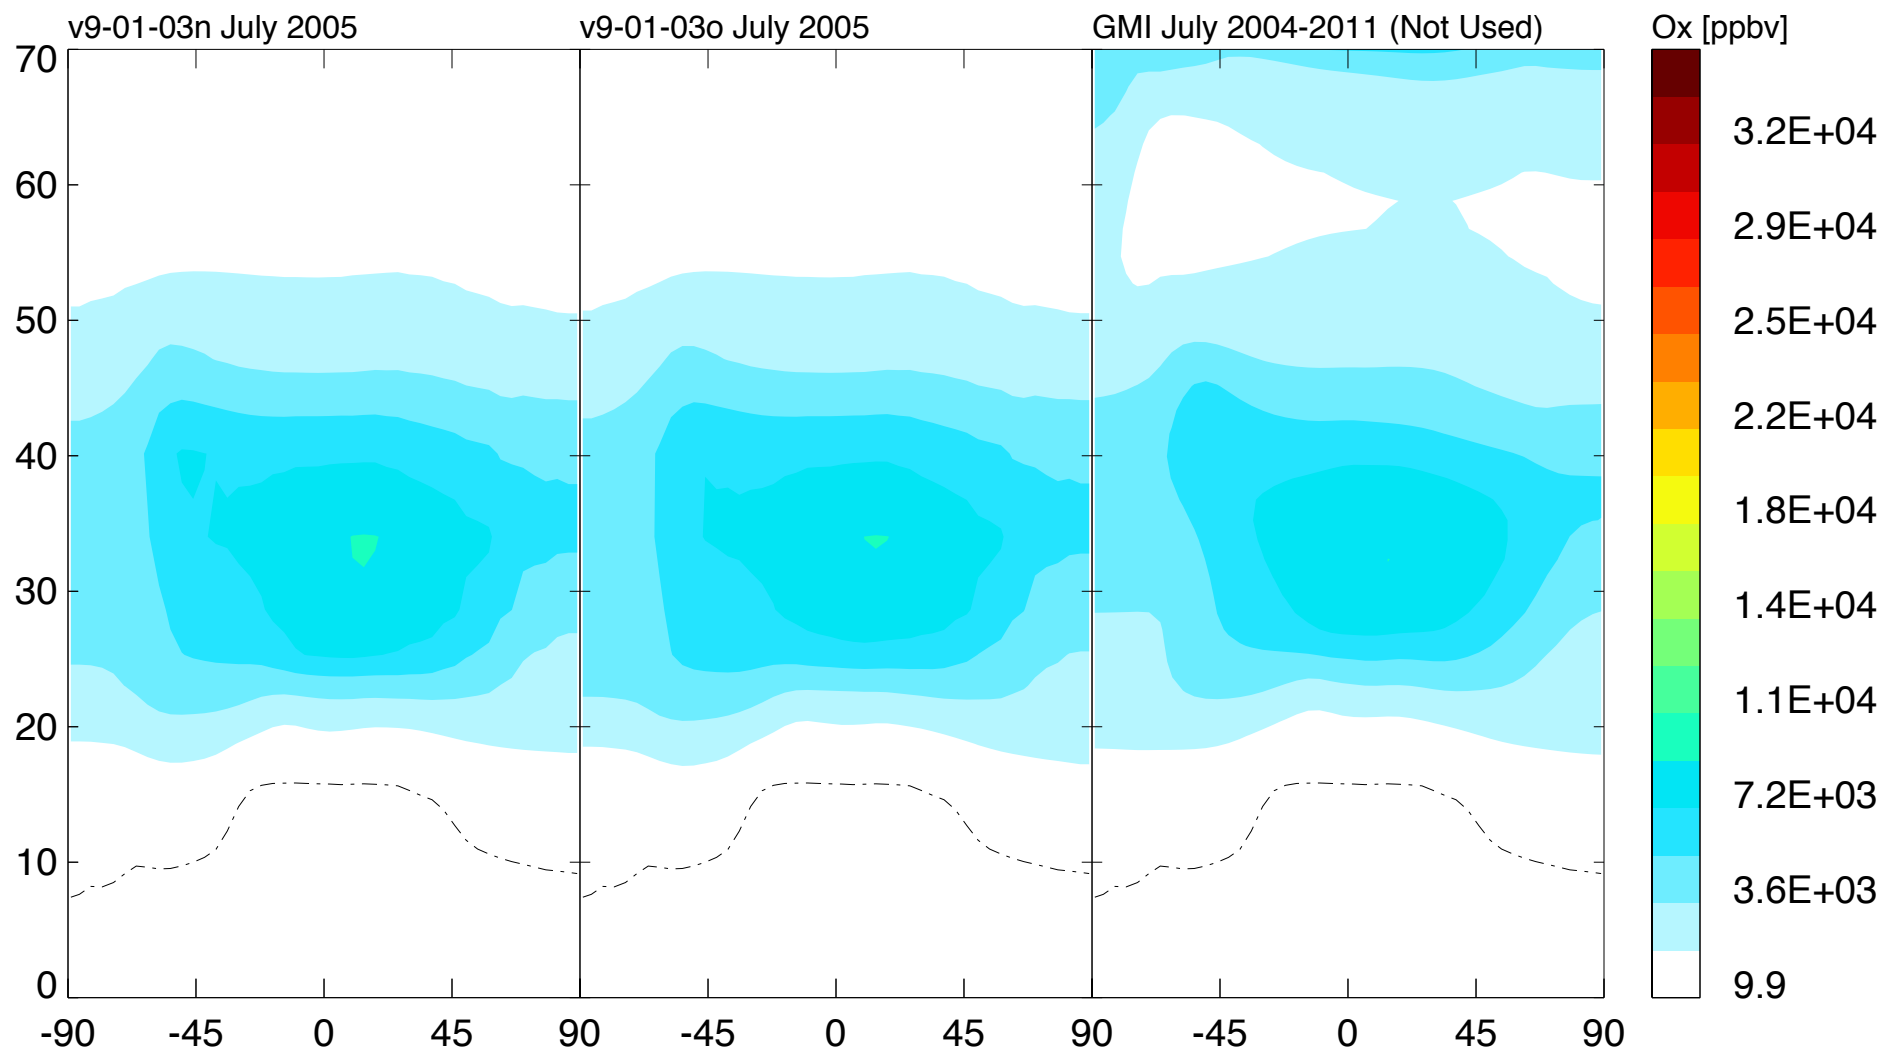 v9-01-03n July 2005 v9-01-03o July 2005 GMI July 2004-2011 (Not Used) Ox [ppbv]
70
60
50
40
30
20
10
0
-90 -45 0 45 90 -45 0 45 90 -45 0 45 90
3.2E+04
2.9E+04
2.5E+04
2.2E+04
1.8E+04
1.4E+04
1.1E+04
7.2E+03
3.6E+03
9.9